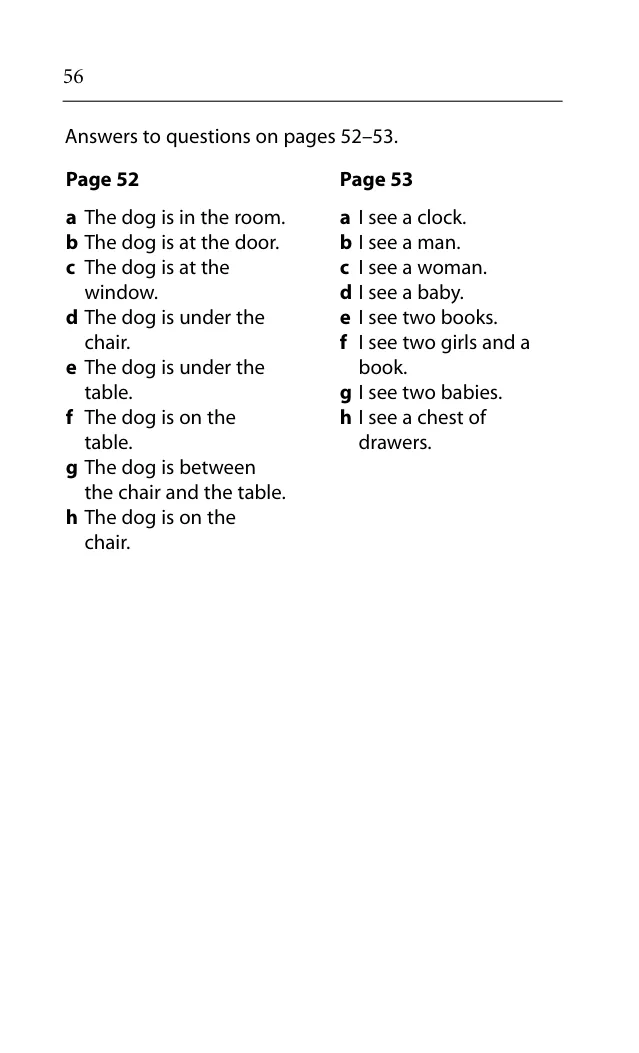 56
Answers to questions on pages 52–53.
Page 52
a The dog is in the room.
b The dog is at the door.
c The dog is at the
window.
d The dog is under the
chair.
e The dog is under the
table.
f The dog is on the
table.
g The dog is between
the chair and the table.
h The dog is on the
chair.
Page 53
a I see a clock.
b I see a man.
c I see a woman.
d I see a baby.
e I see two books.
f I see two girls and a
book.
g I see two babies.
h I see a chest of
drawers.